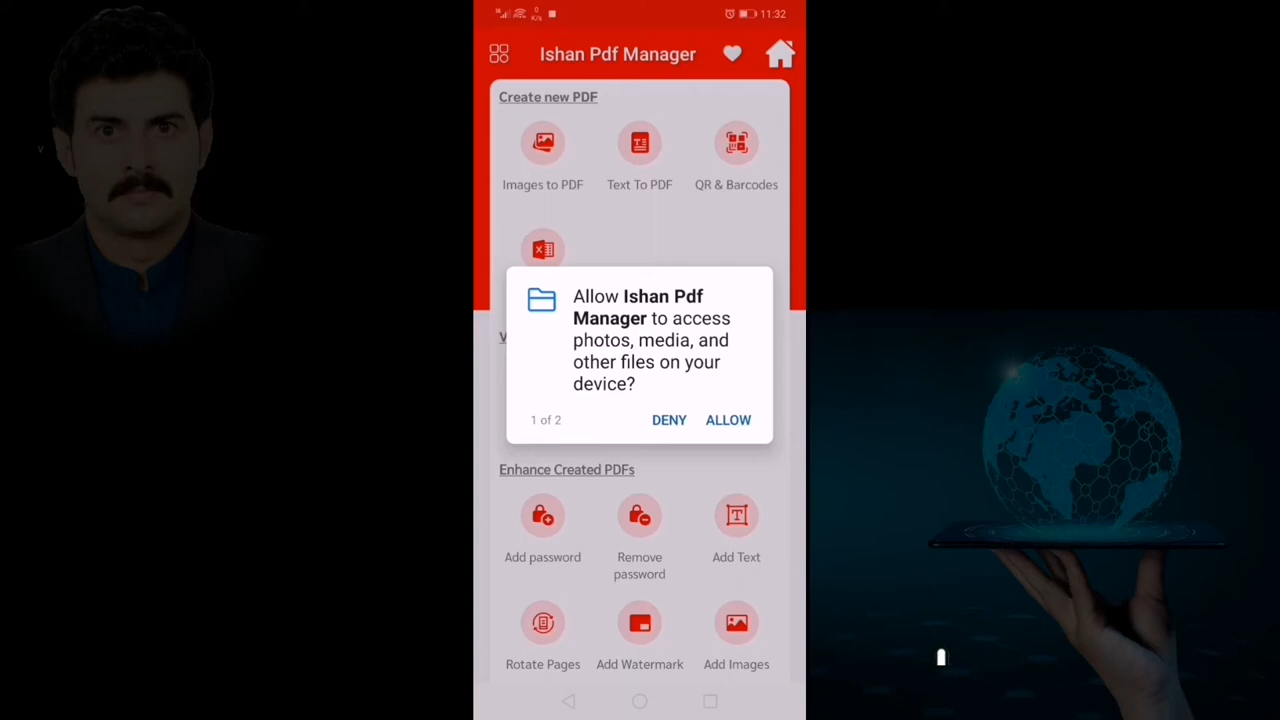 0
K/s
11:32
Ishan Pdf Manager
Create new PDF
Images to PDF
Text To PDF
QR & Barcodes
Allow Ishan Pdf
Manager to access
photos, media, and
other files on your
device?
1 of 2
DENY
ALLOW
Enhance Created PDFs
Add password
Remove
password
Add Text
Rotate Pages
Add Watermark
Add Images